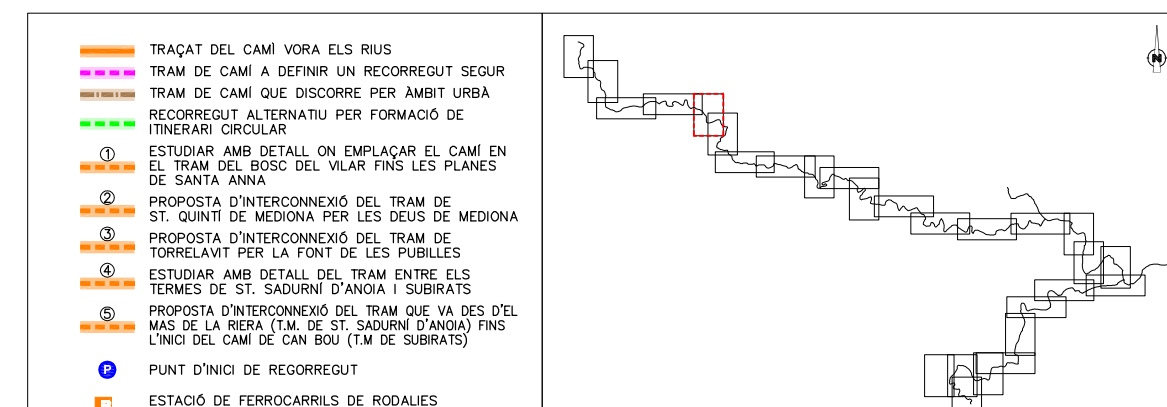 TRAÇAT DEL CAMÌ VORA ELS RIUS
TRAM DE CAMÍ A DEFINIR UN RECORREGUT SEGUR
TRAM DE CAMÍ QUE DISCORRE PER ÀMBIT URBÀ
RECORREGUT ALTERNATIU PER FORMACIÓ DE
ITINERARI CIRCULAR
① ESTUDIAR AMB DETALL ON EMPLAÇAR EL CAMÍ EN
EL TRAM DEL BOSC DEL VILAR FINS LES PLANES
DE SANTA ANNA
② PROPOSTA D'INTERCONNEXIÓ DEL TRAM DE
ST. QUINTÍ DE MEDIONA PER LES DEUS DE MEDIONA
③ PROPOSTA D'INTERCONNEXIÓ DEL TRAM DE
TORRELAVIT PER LA FONT DE LES PUBILLES
④ ESTUDIAR AMB DETALL DEL TRAM ENTRE ELS
TERMES DE ST. SADURNÍ D'ANOIA I SUBIRATS
⑤ PROPOSTA D'INTERCONNEXIÓ DEL TRAM QUE VA DES D'EL
MAS DE LA RIERA (T.M. DE ST. SADURNÍ D'ANOIA) FINS
L'INICI DEL CAMÍ DE CAN BOU (T.M DE SUBIRATS)
P PUNT D'INICI DE REGORREGUT
ESTACIÓ DE FERROCARRILS DE RODALIES
N